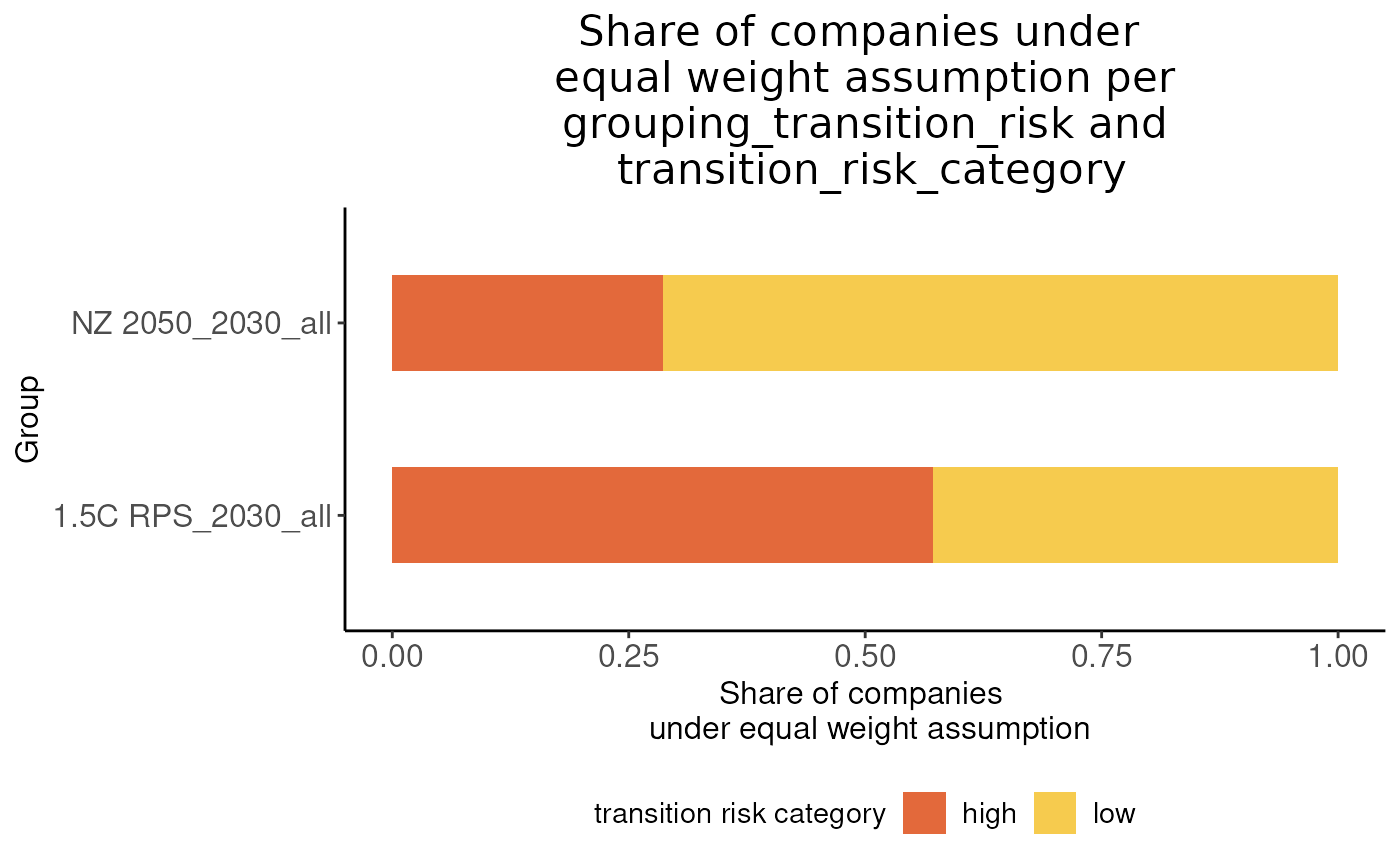 Share of companies under
equal weight assumption per
grouping_transition_risk and
transition_risk_category
NZ 2050_2030_all
1.5C RPS_2030_all
Group
0.00 0.25 0.50 0.75 1.00
Share of companies
under equal weight assumption
transition risk category high low